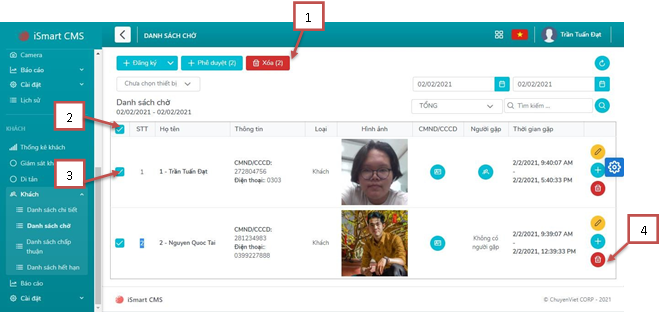 1
iSmart CMS
DANH SÁCH CHỜ
Trần Tuấn Đạt
Camera
Báo cáo
Cài đặt
Lịch sử
+ Đăng ký
+ Phê duyệt (2)
Xóa (2)
Chưa chọn thiết bị
02/02/2021
02/02/2021
Danh sách chờ
02/02/2021 - 02/02/2021
TỔNG
Tìm kiếm ...
2
KHÁCH
Thống kê khách
Giám sát kh
Di tản
Khách
Danh sách chi tiết
Danh sách chờ
Danh sách chấp thuận
Danh sách hết hạn
Báo cáo
Cài đặt
3
STT
Họ tên
Thông tin
Loại
Hình ảnh
CMND/CCCD
Người gặp
Thời gian gặp
1
1 - Trần Tuấn Đạt
CMND/CCCD:
272804756
Điện thoại: 0303
Khách
2/2/2021, 9:40:07 AM
-
2/2/2021, 5:40:33 PM
2
2 - Nguyen Quoc Tai
CMND/CCCD:
281234983
Điện thoại:
0399227888
Khách
Không có
người gặp
2/2/2021, 9:39:07 AM
-
2/2/2021, 12:39:33 PM
4
iSmart CMS
© ChuyenViet CORP - 2021